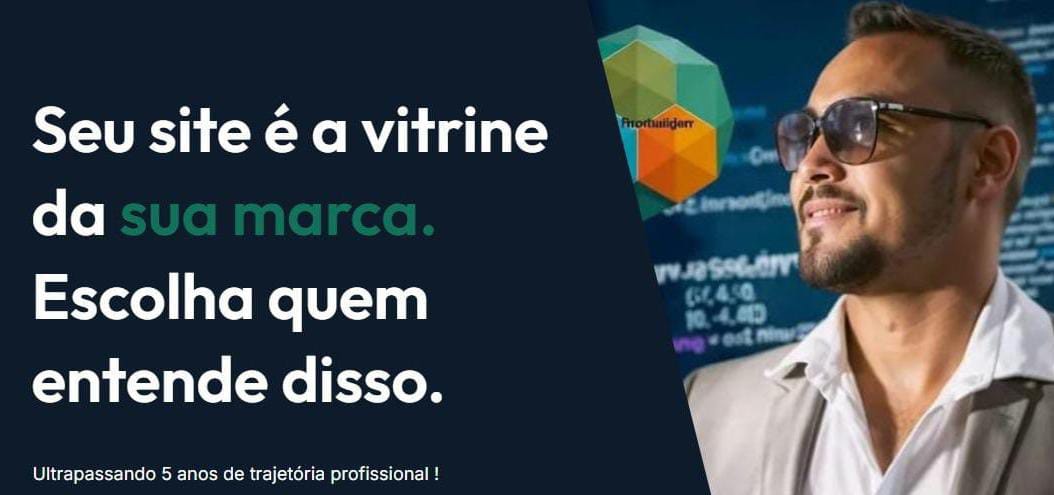 Seu site é a vitrine
da sua marca.
Escolha quem
entende disso.
Ultrapassando 5 anos de trajetória profissional !